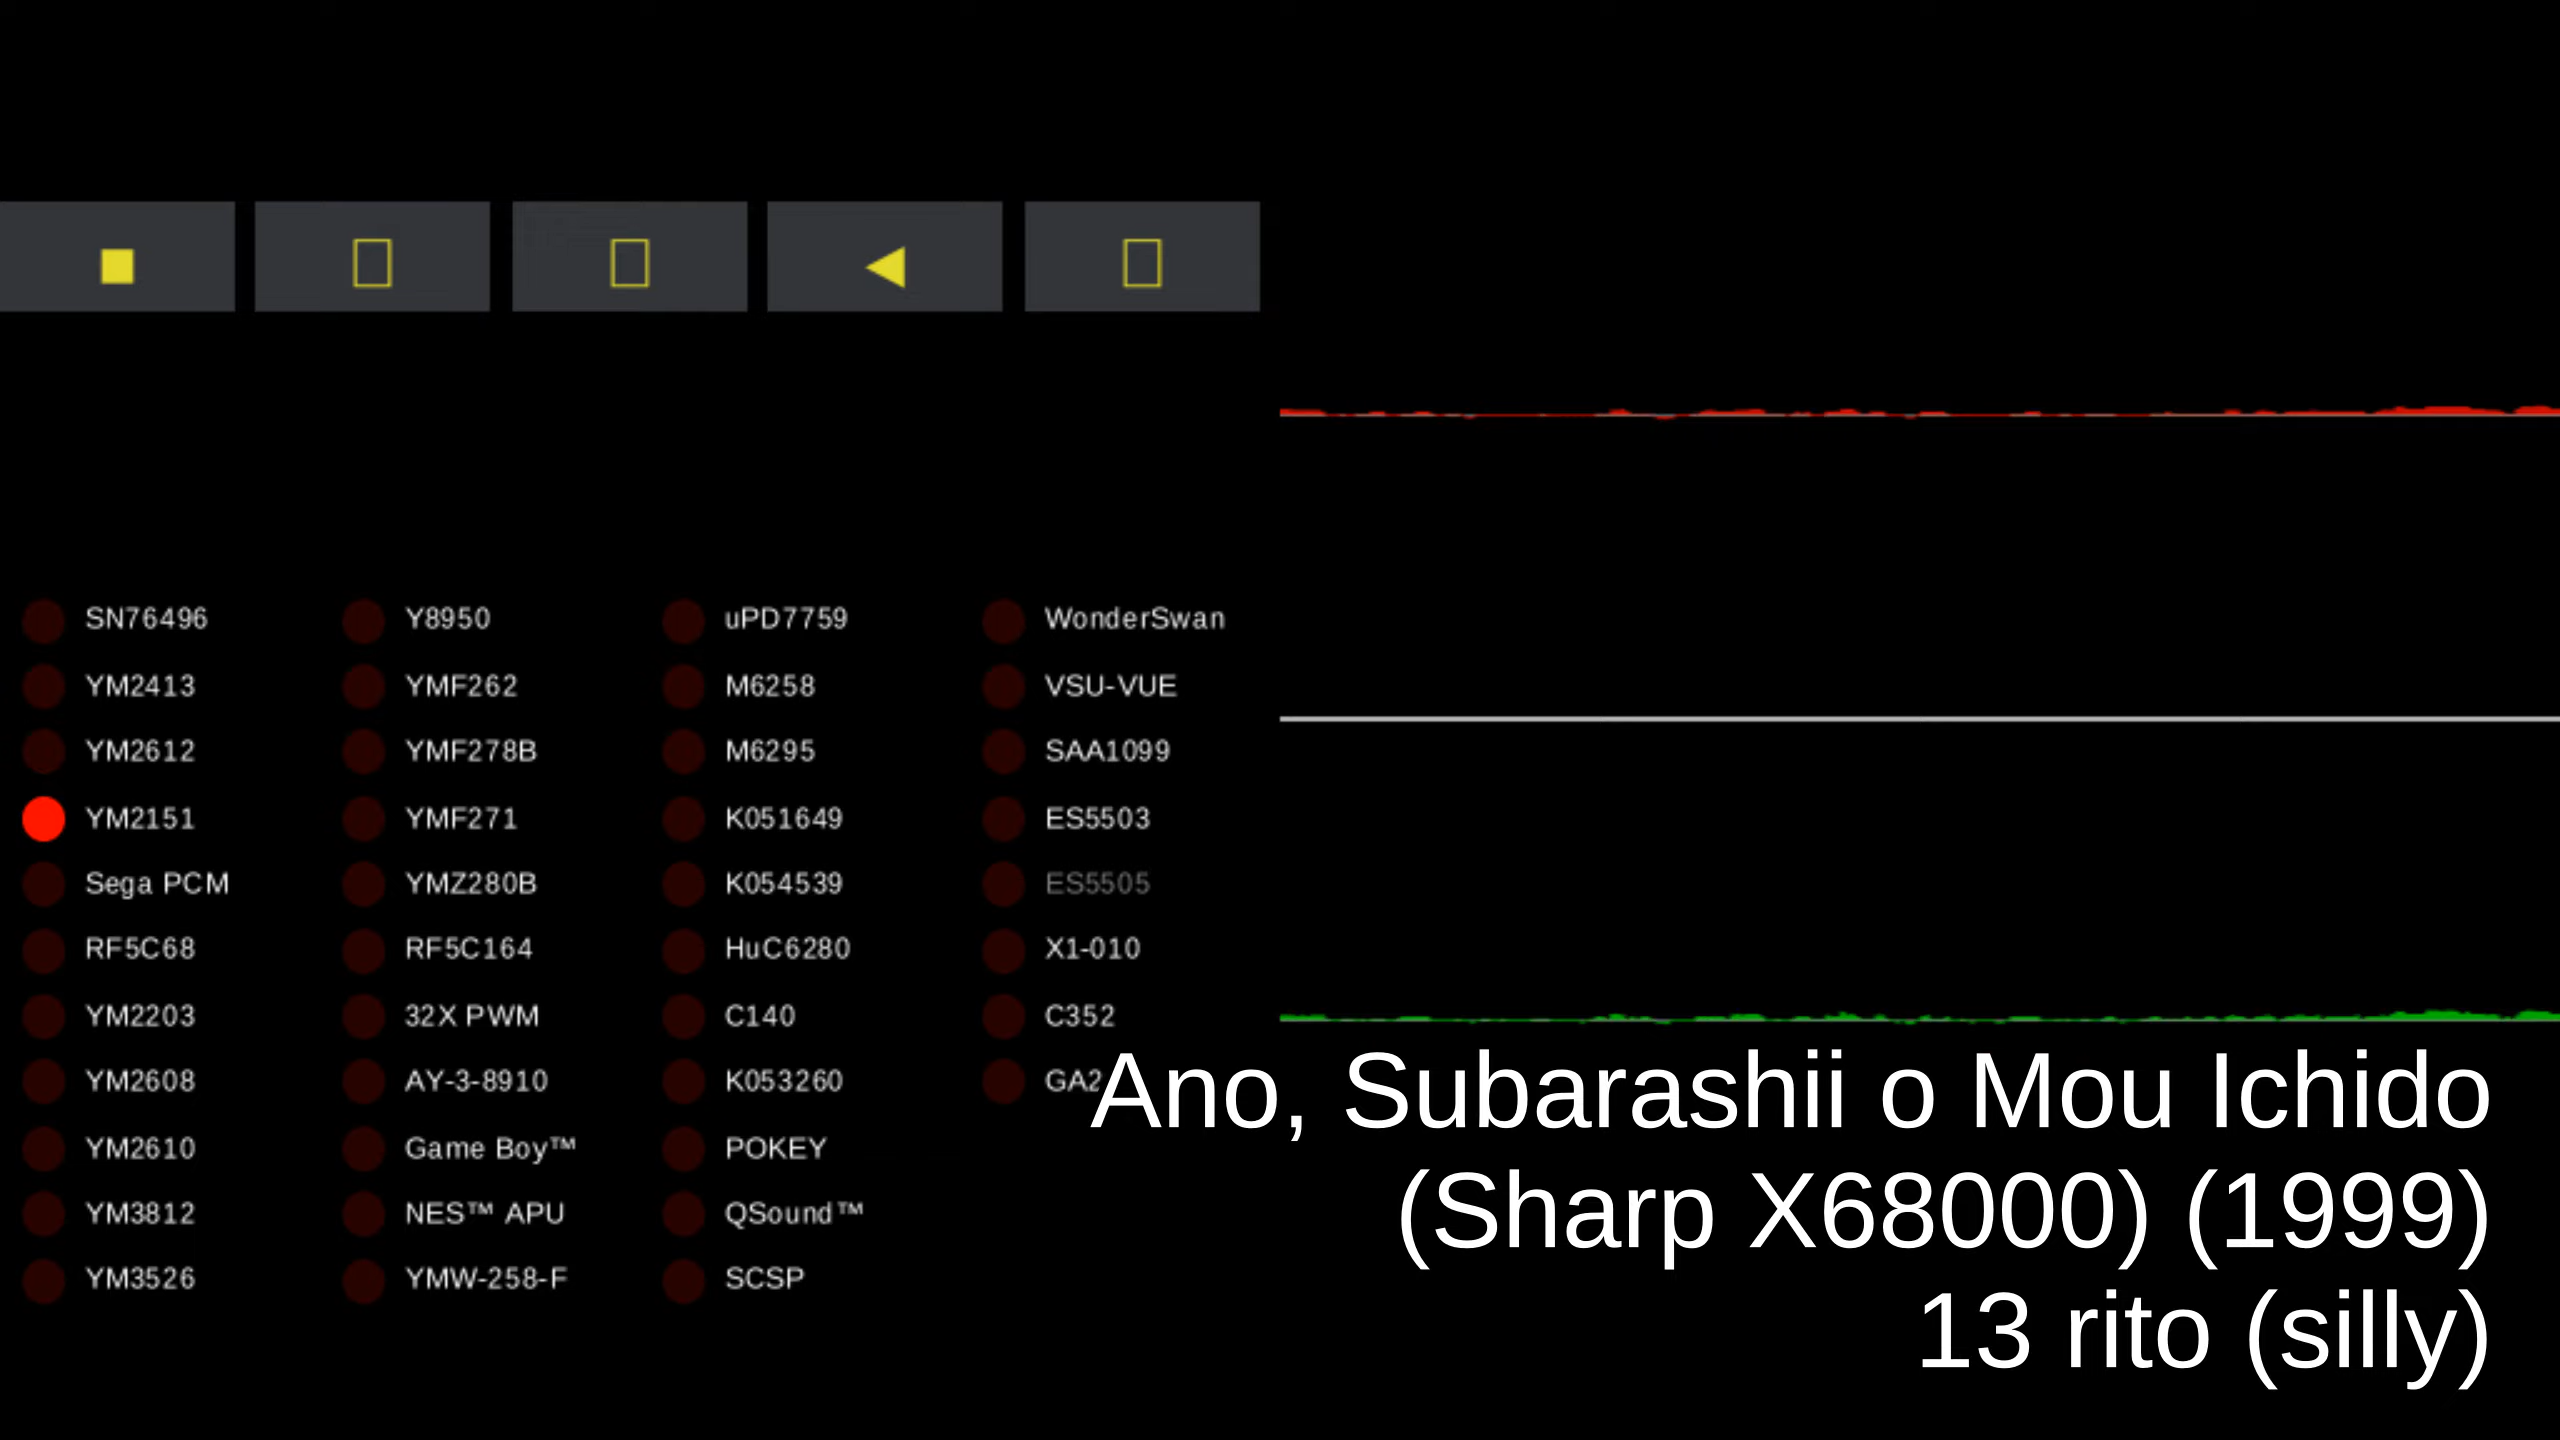 SN76496
YM2413
YM2612
YM2151
Sega PCM
RF5C68
YM2203
YM2608
YM2610
YM3812
YM3526
Y8950
YMF262
YMF278B
YMF271
YMZ280B
RF5C164
32X PWM
AY-3-8910
Game Boy™
NES™ APU
YMW-258-F
uPD7759
M6258
M6295
K051649
K054539
HuC6280
C140
K053260
POKEY
QSound™
SCSP
WonderSwan
VSU-VUE
SAA1099
ES5503
ES5505
X1-010
C352
GA2
Ano, Subarashii o Mou Ichido
(Sharp X68000) (1999)
13 rito (silly)